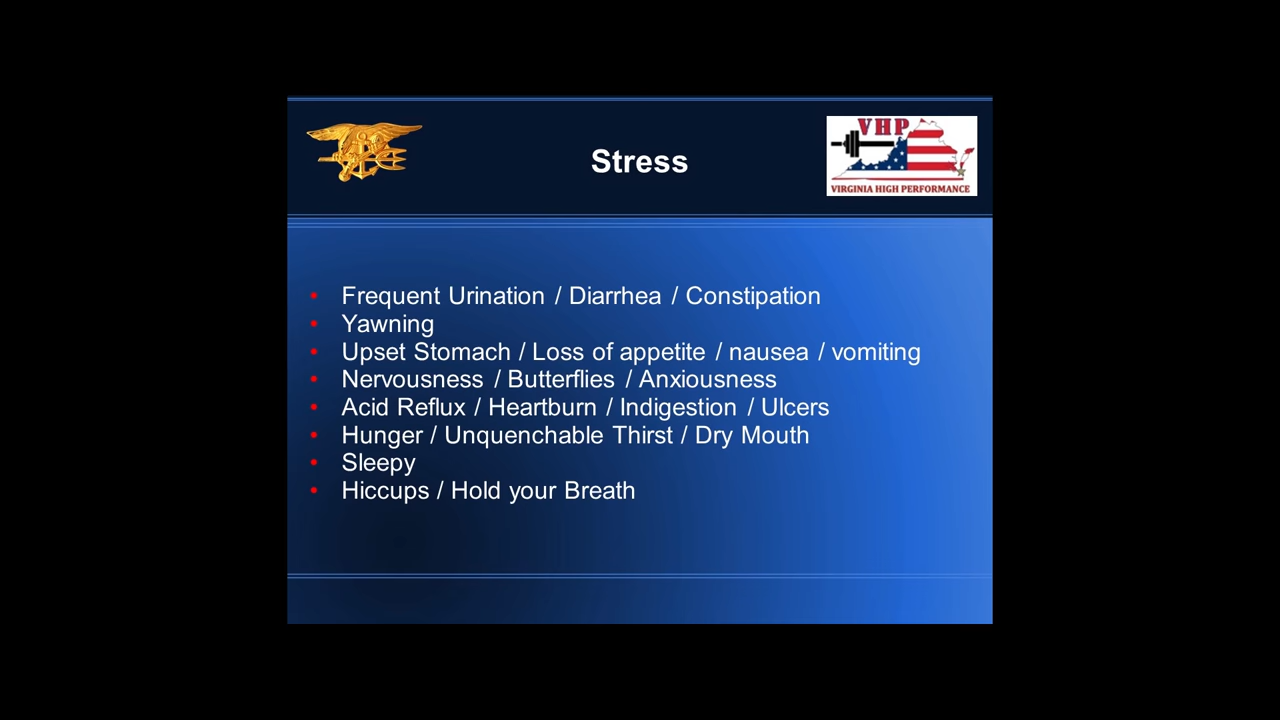 Stress
VHP
VIRGINIA HIGH PERFORMANCE
• Frequent Urination / Diarrhea / Constipation
• Yawning
• Upset Stomach / Loss of appetite / nausea / vomiting
• Nervousness / Butterflies / Anxiousness
• Acid Reflux / Heartburn / Indigestion / Ulcers
• Hunger / Unquenchable Thirst / Dry Mouth
• Sleepy
• Hiccups / Hold your Breath